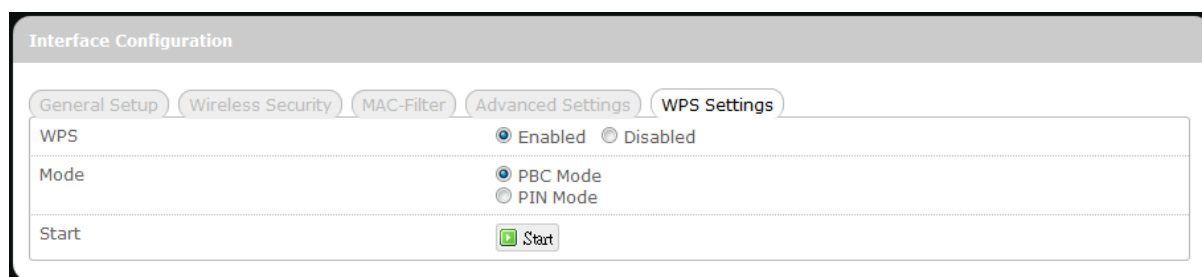 Interface Configuration
General Setup Wireless Security MAC-Filter Advanced Settings WPS Settings
WPS Enabled Disabled
Mode PBC Mode
PIN Mode
Start Start